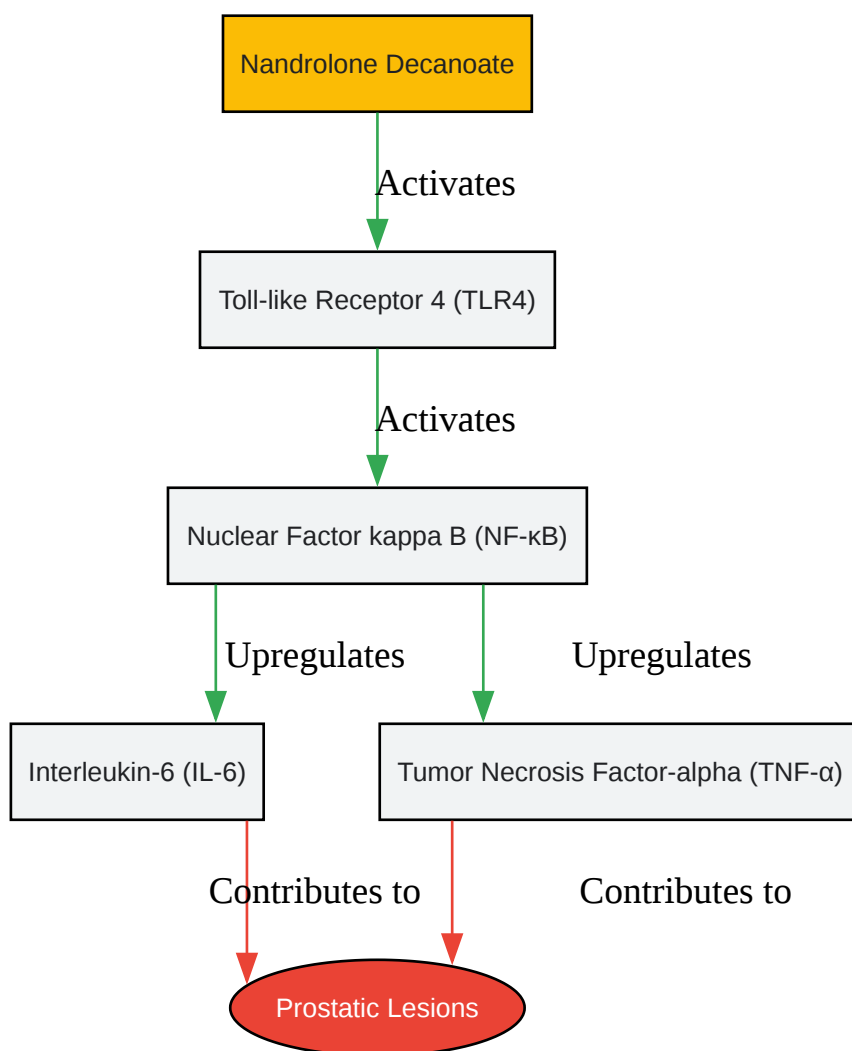 Nandrolone Decanoate
Activates
Toll-like Receptor 4 (TLR4)
Activates
Nuclear Factor kappa B (NF-κB)
Upregulates
Upregulates
Interleukin-6 (IL-6)
Tumor Necrosis Factor-alpha (TNF-α)
Contributes to
Contributes to
Prostatic Lesions